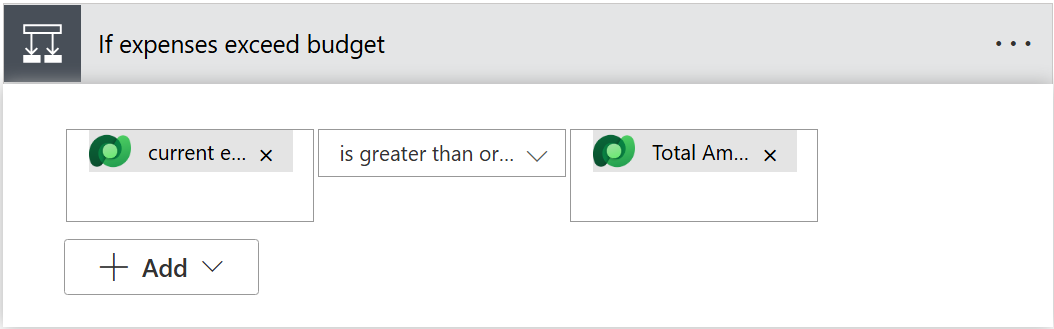 If expenses exceed budget
current e... is greater than or... Total Am...
Add